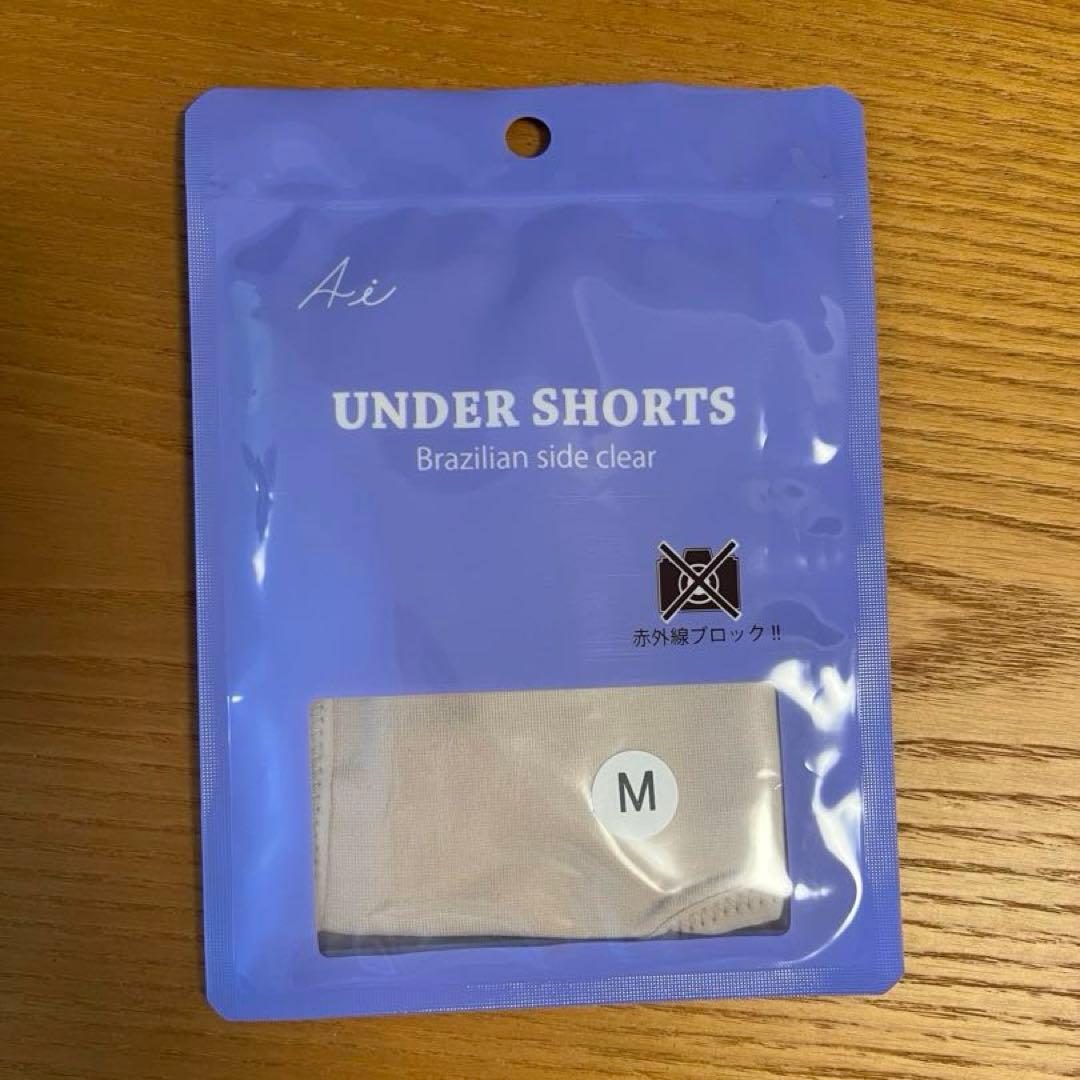 Ai
UNDER SHORTS
Brazilian side clear
赤外線ブロック!!
M